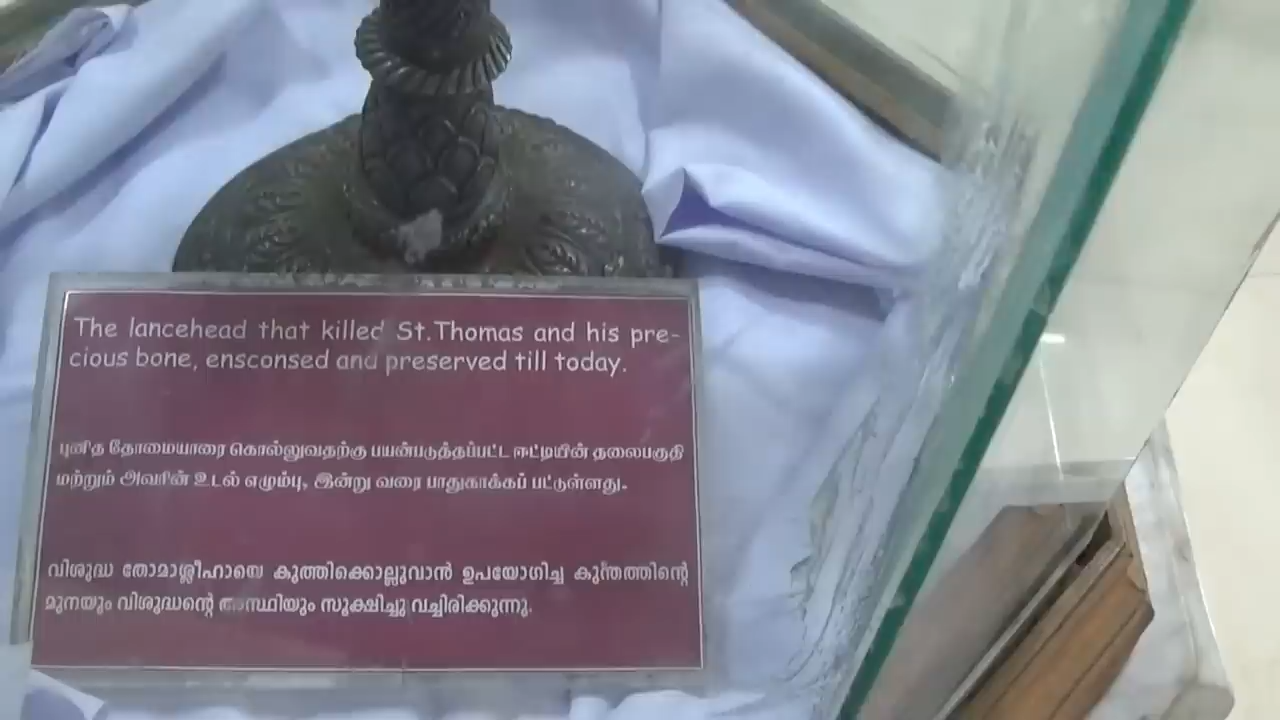 The lancehead that killed St.Thomas and his pre-
cious bone, ensconsed and preserved till today.
புனித தோமையாரை கொல்லுவதற்கு பயன்படுத்தப்பட்ட ஈட்டியின் தலைபகுதி
மற்றும் அவரின் உடல் எழும்பு, இன்று வரை பாதுகாக்கப் பட்டுள்ளது.
വിശുദ്ധ തോമാശ്ലീഹായെ കുത്തിക്കൊല്ലുവാൻ ഉപയോഗിച്ച കുന്തത്തിന്റെ
മുനയും വിശുദ്ധന്റെ അസ്ഥിയും സൂക്ഷിച്ചു വച്ചിരിക്കുന്നു.